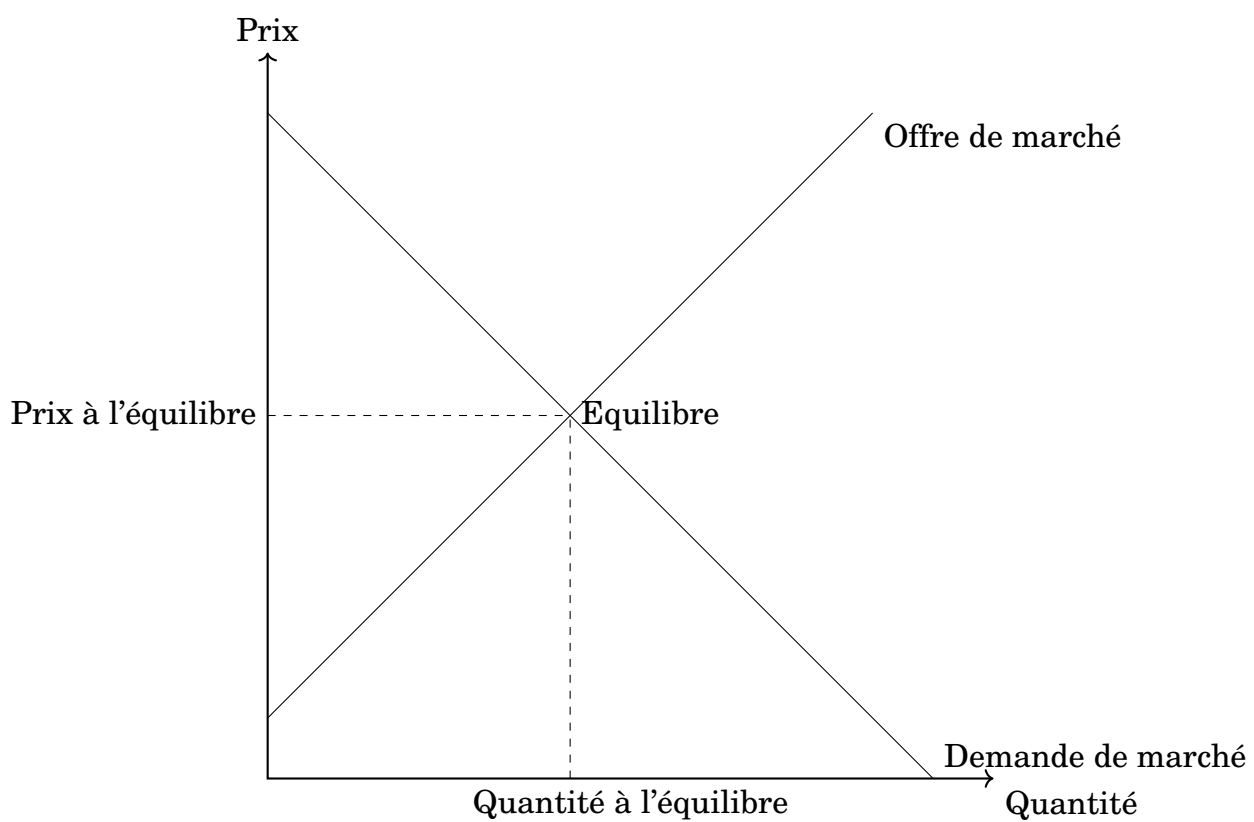 Prix
Offre de marché
Prix à l'équilibre
Equilibre
Demande de marché
Quantité à l'équilibre
Quantité